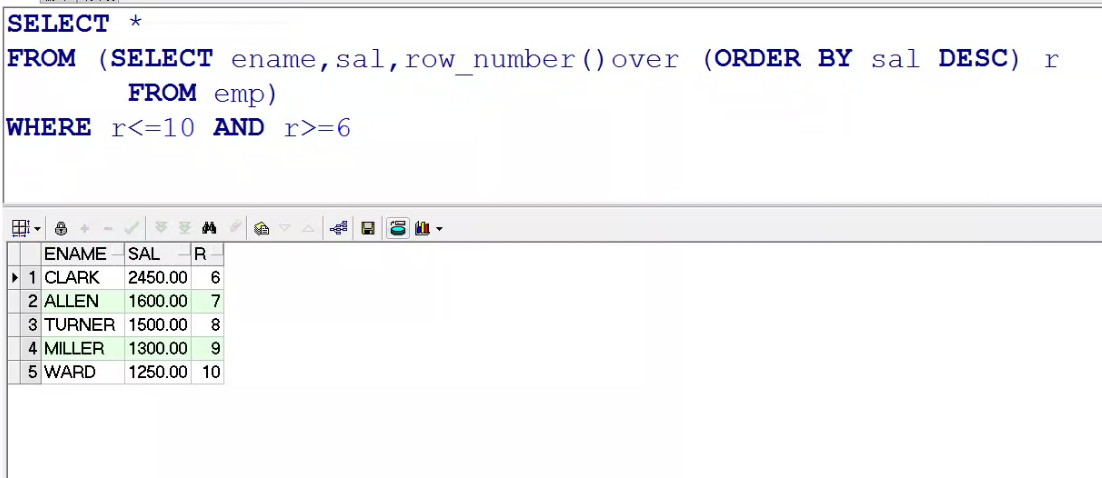 SELECT *
FROM (SELECT ename,sal,row_number()over (ORDER BY sal DESC) r
FROM emp)
WHERE r<=10 AND r>=6
ENAME SAL R
1 CLARK 2450.00 6
2 ALLEN 1600.00 7
3 TURNER 1500.00 8
4 MILLER 1300.00 9
5 WARD 1250.00 10